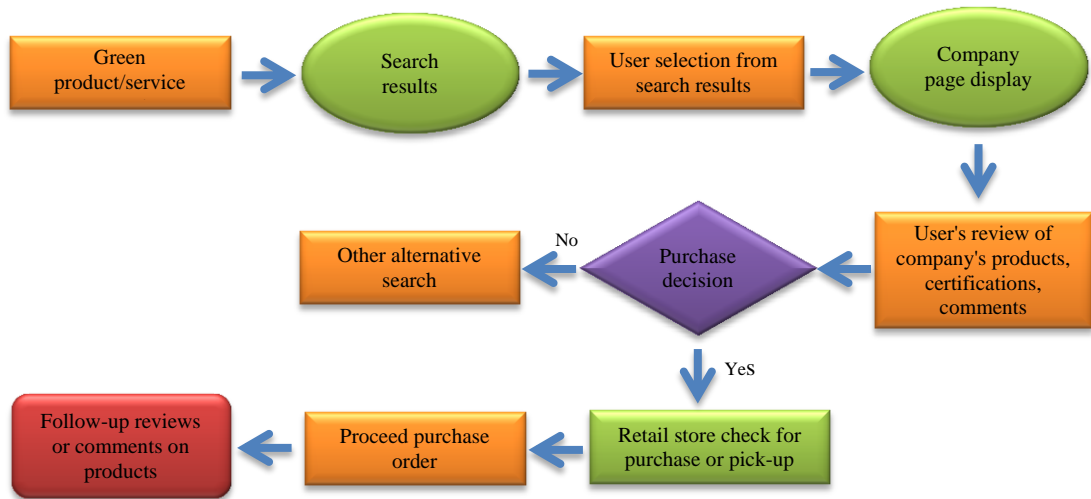 Green
product/service
Search
results
User selection from
search results
Company
page display
User's review of
company's products,
certifications,
comments
Purchase
decision
No
Other alternative
search
Yes
Retail store check for
purchase or pick-up
Proceed purchase
order
Follow-up reviews
or comments on
products